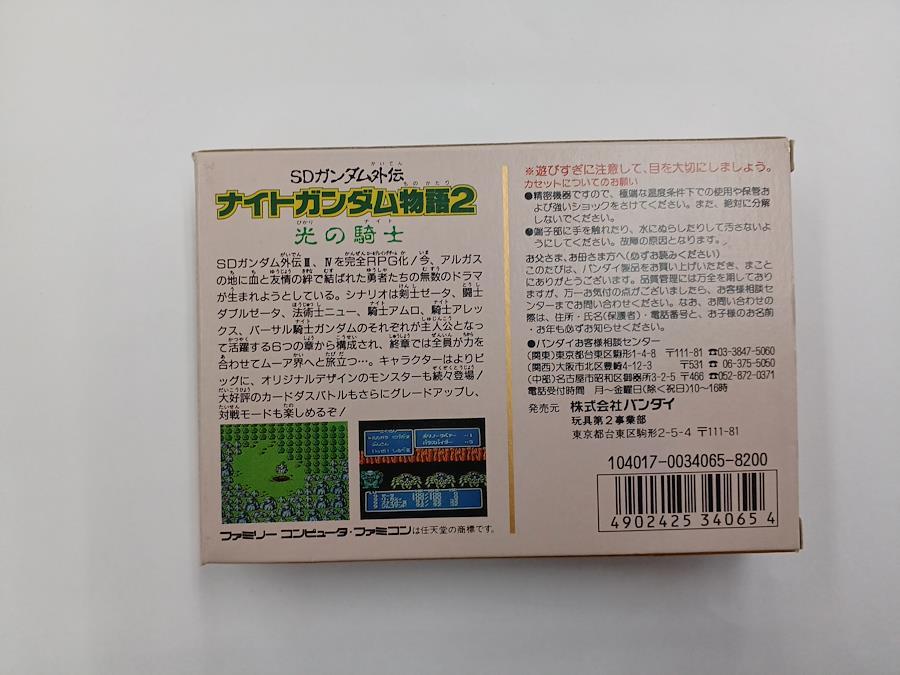 SDガンダム外伝
ナイトガンダム物語2
光の騎士
SDガンダム外伝Ⅲ、Ⅳを完全RPG化!今、アルガス
の地に血と友情の絆で結ばれた勇者たちの無数のドラマ
が生まれようとしている。シナリオは剣士ゼータ、闘士
ダブルゼータ、法術士ニュー、騎士アムロ、騎士アレッ
クス、バーサル騎士ガンダムのそれぞれが主人公となっ
て活躍する6つの章から構成され、終章では全員が力を
合わせてムーア界へと旅立つ…。キャラクターはよりビ
ッグに、オリジナルデザインのモンスターも続々登場!
大好評のカードダスバトルもさらにグレードアップし、
対戦モードも楽しめるぞ!
ファミリーコンピュータ・ファミコンは任天堂の商標です。
※遊びすぎに注意して、目を大切にしましょう。
カセットについてのお願い
●精密機器ですので、極端な温度条件下での使用や保管お
よび強いショックをさけてください。また、絶対に分解
しないでください。
●端子部に手を触れたり、水にぬらしたりして汚さないよ
うにしてください。故障の原因となります。
お父さま、お母さま方へ(必ずお読みください)
このたびは、バンダイ製品をお買い上げいただき、まこと
にありがとうございます。品質管理には万全を期しており
ますが、万一お気付の点がございましたら、お客様相談セ
ンターまでお問い合わせください。なお、お問い合わせの
際は、住所・氏名(保護者)・電話番号と、お子様のお名前
・お年も必ずお知らせください。
●バンダイお客様相談センター
(関東)東京都台東区駒形1-4-8 〒111-81 ☎03-3847-5060
(関西)大阪市北区豊崎4-12-3 〒531 ☎06-375-5050
(中部)名古屋市昭和区御器所3-2-5 〒466 ☎052-872-0371
電話受付時間 月〜金曜日(除く祝日)10〜16時
発売元 株式会社バンダイ
玩具第2事業部
東京都台東区駒形2-5-4 〒111-81
104017-0034065-8200
4902425340654